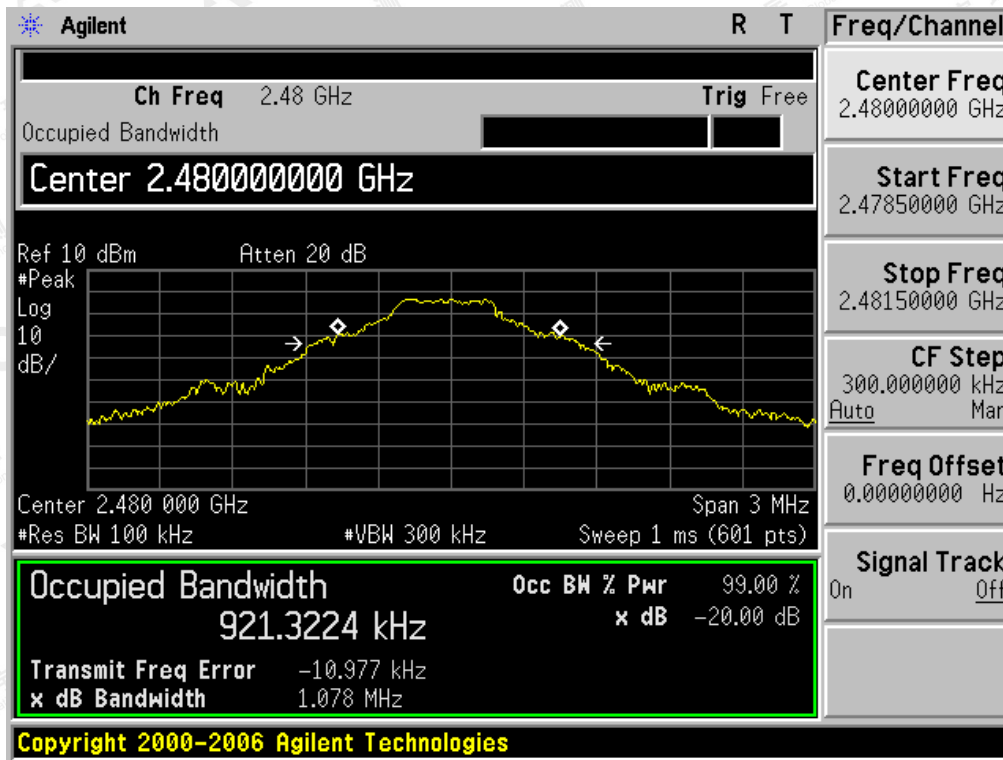 Agilent R T Freq/Channel
Ch Freq 2.48 GHz Trig Free
Occupied Bandwidth
Center 2.480000000 GHz
Ref 10 dBm Atten 20 dB
#Peak
Log
10
dB/
Center 2.480 000 GHz Span 3 MHz
#Res BW 100 kHz #VBW 300 kHz Sweep 1 ms (601 pts)
Occupied Bandwidth
921.3224 kHz
Occ BW % Pwr 99.00 %
x dB -20.00 dB
Transmit Freq Error -10.977 kHz
x dB Bandwidth 1.078 MHz
Copyright 2000-2006 Agilent Technologies
Center Freq
2.48000000 GHz
Start Freq
2.47850000 GHz
Stop Freq
2.48150000 GHz
CF Step
300.000000 kHz
Auto Man
Freq Offset
0.00000000 Hz
Signal Track
On Off